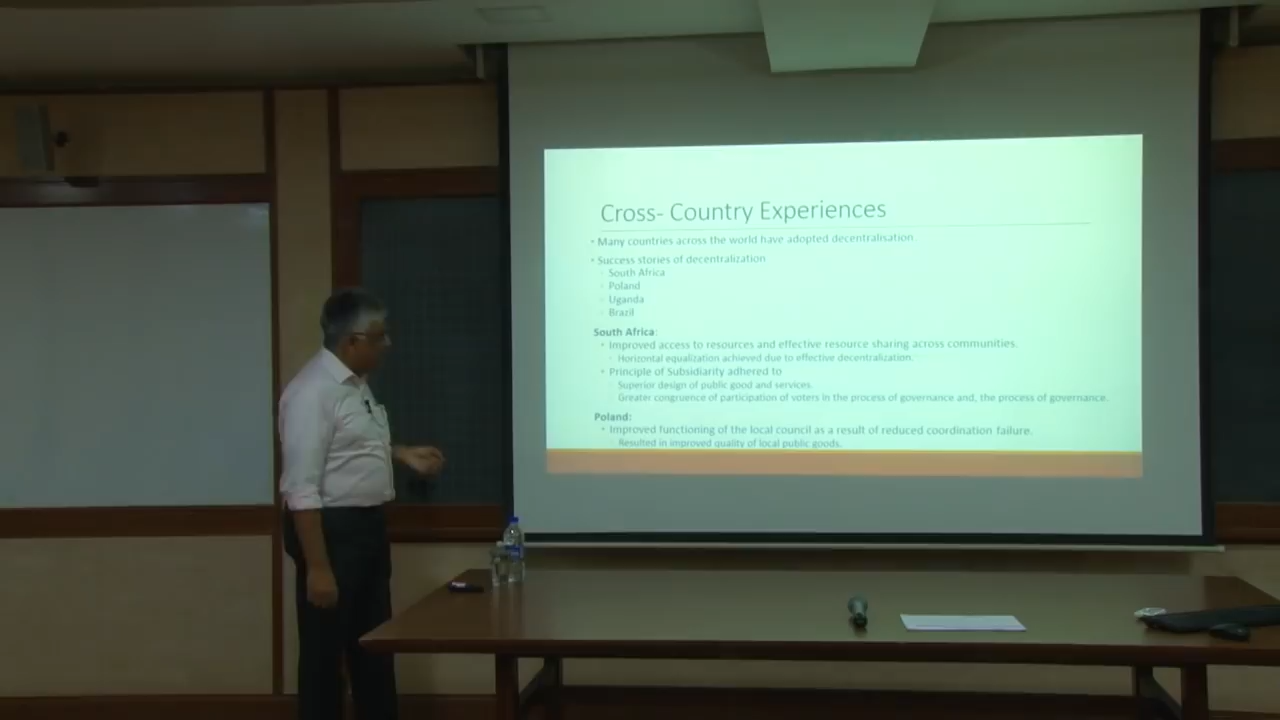 Cross- Country Experiences
• Many countries across the world have adopted decentralisation.
• Success stories of decentralization
◦ South Africa
◦ Poland
◦ Uganda
◦ Brazil
South Africa:
• Improved access to resources and effective resource sharing across communities.
◦ Horizontal equalization achieved due to effective decentralization.
• Principle of Subsidiarity adhered to
◦ Superior design of public good and services.
◦ Greater congruence of participation of voters in the process of governance and, the process of governance.
Poland:
• Improved functioning of the local council as a result of reduced coordination failure.
◦ Resulted in improved quality of local public goods.